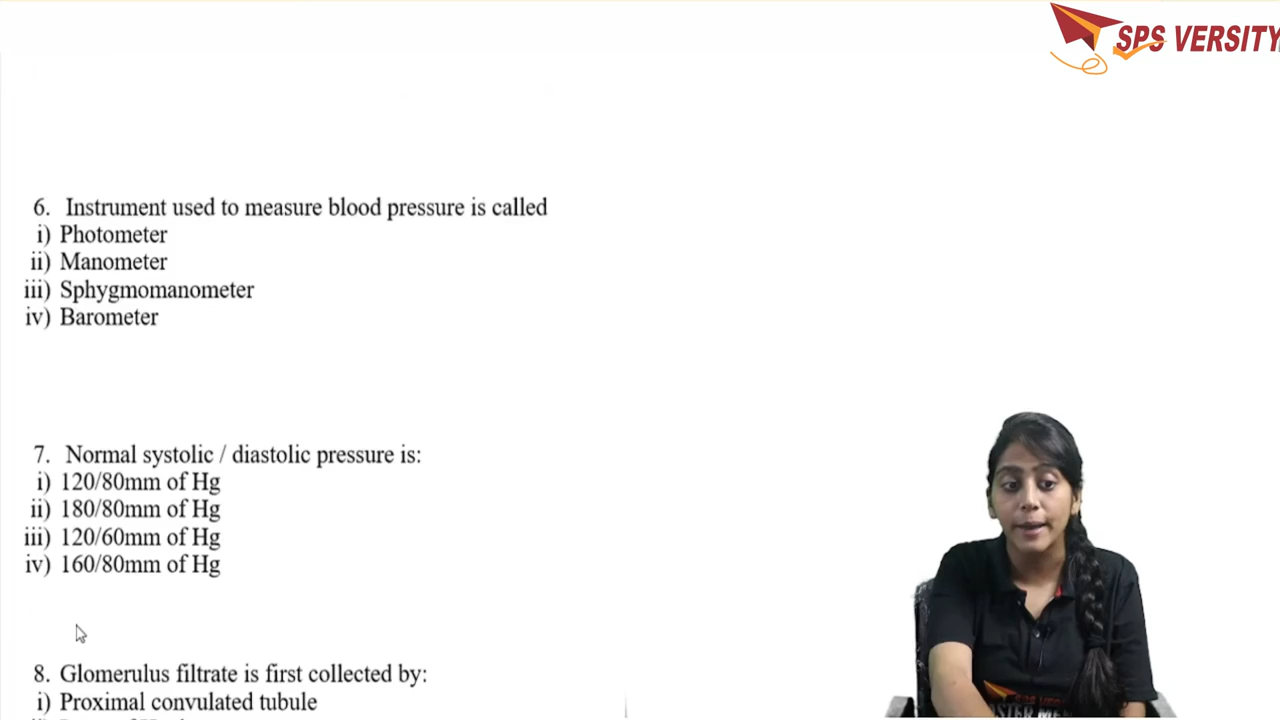 SPS VERSITY
6. Instrument used to measure blood pressure is called
i) Photometer
ii) Manometer
iii) Sphygmomanometer
iv) Barometer
7. Normal systolic / diastolic pressure is:
i) 120/80mm of Hg
ii) 180/80mm of Hg
iii) 120/60mm of Hg
iv) 160/80mm of Hg
8. Glomerulus filtrate is first collected by:
i) Proximal convulated tubule